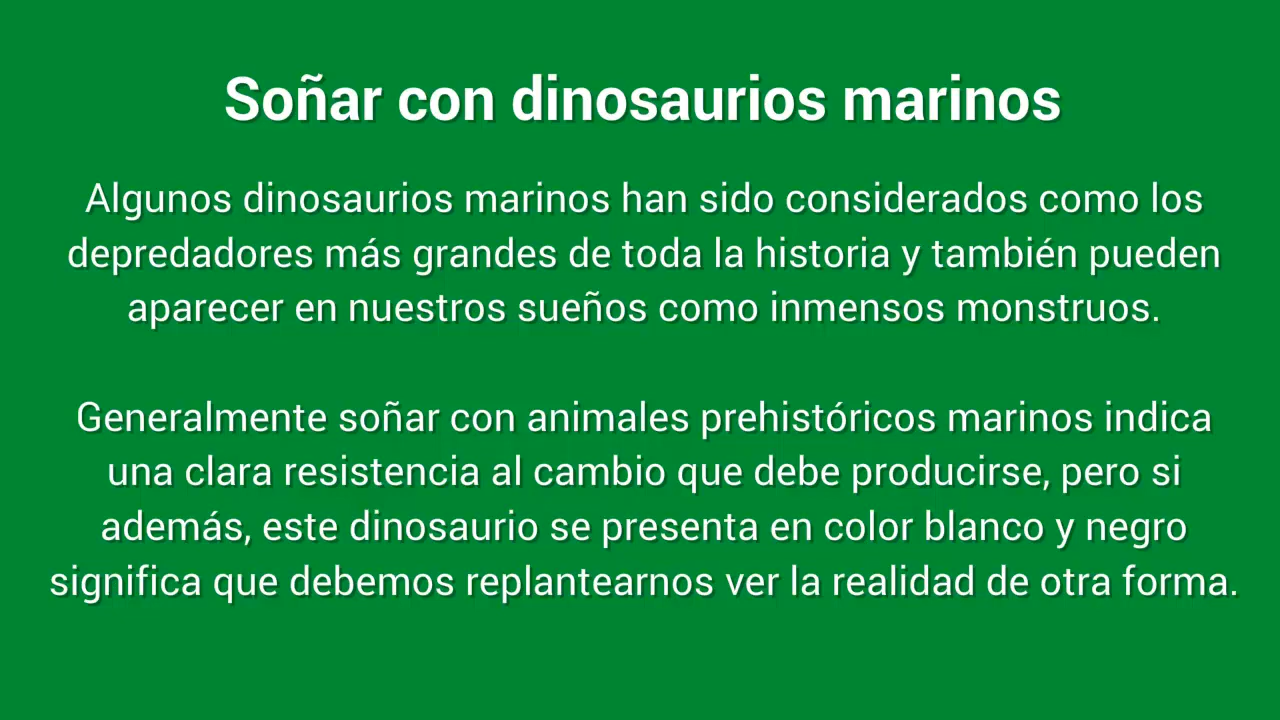 Soñar con dinosaurios marinos
Algunos dinosaurios marinos han sido considerados como los
depredadores más grandes de toda la historia y también pueden
aparecer en nuestros sueños como inmensos monstruos.
Generalmente soñar con animales prehistóricos marinos indica
una clara resistencia al cambio que debe producirse, pero si
además, este dinosaurio se presenta en color blanco y negro
significa que debemos replantearnos ver la realidad de otra forma.